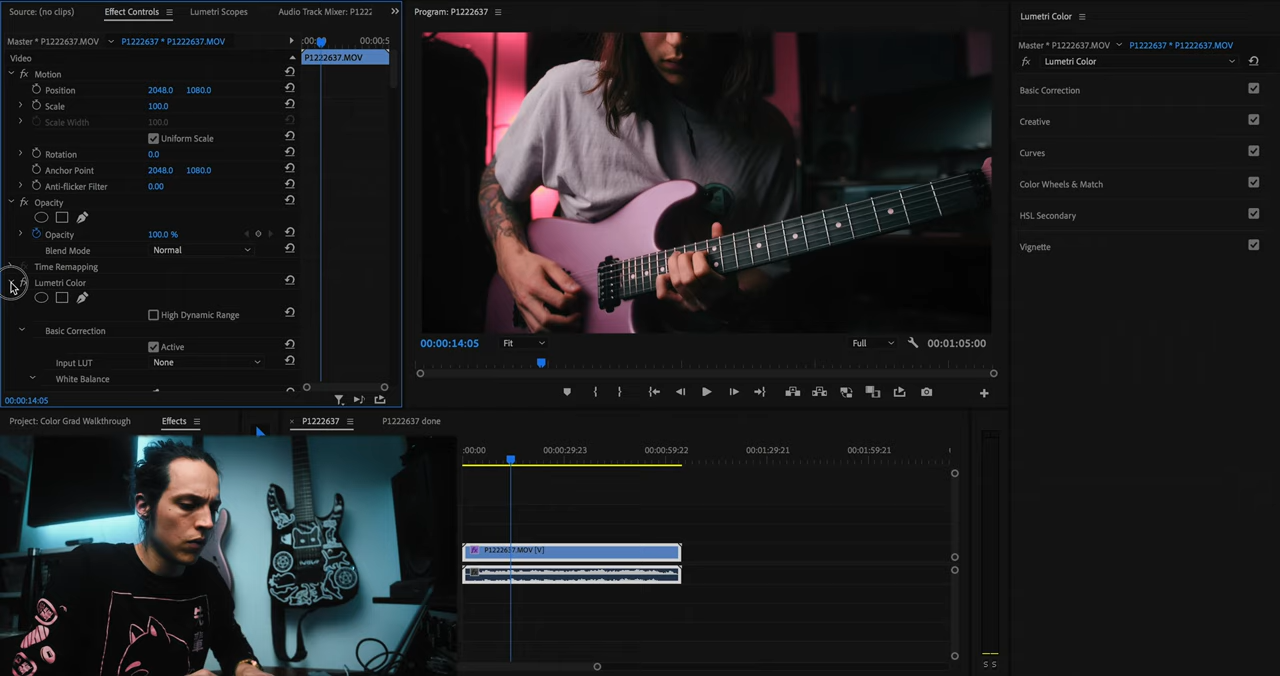 Source: (no clips)
Effect Controls
Lumetri Scopes
Audio Track Mixer: P1222
Master * P1222637.MOV
P1222637 * P1222637.MOV
:00:00
00:00:5
Video
P1222637.MOV
fx Motion
Position 2048.0 1080.0
Scale 100.0
Scale Width 100.0
Uniform Scale
Rotation 0.0
Anchor Point 2048.0 1080.0
Anti-flicker Filter 0.00
fx Opacity
Opacity 100.0 %
Blend Mode Normal
Time Remapping
Lumetri Color
High Dynamic Range
Basic Correction
Active
Input LUT None
White Balance
00:00:14:05
Program: P1222637
00:00:14:05
Fit
Full
00:01:05:00
Lumetri Color
Master * P1222637.MOV
P1222637 * P1222637.MOV
fx Lumetri Color
Basic Correction
Creative
Curves
Color Wheels & Match
HSL Secondary
Vignette
Project: Color Grad Walkthrough
Effects
× P1222637
P1222637 done
:00:00
00:00:29:23
00:00:59:22
00:01:29:21
00:01:59:21
fx P1222637.MOV [V]
S S